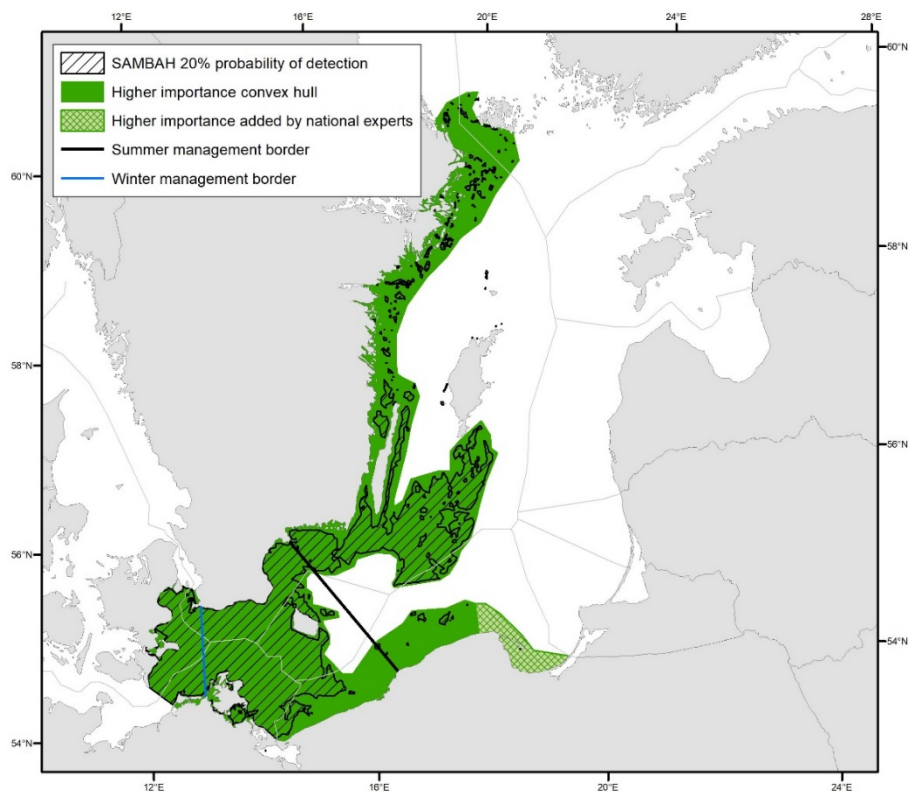 12°E 16°E 20°E 24°E 28°E
SAMBAH 20% probability of detection
Higher importance convex hull
Higher importance added by national experts
Summer management border
Winter management border
60°N
60°N
58°N
58°N
56°N
56°N
54°N
54°N
12°E 16°E 20°E 24°E